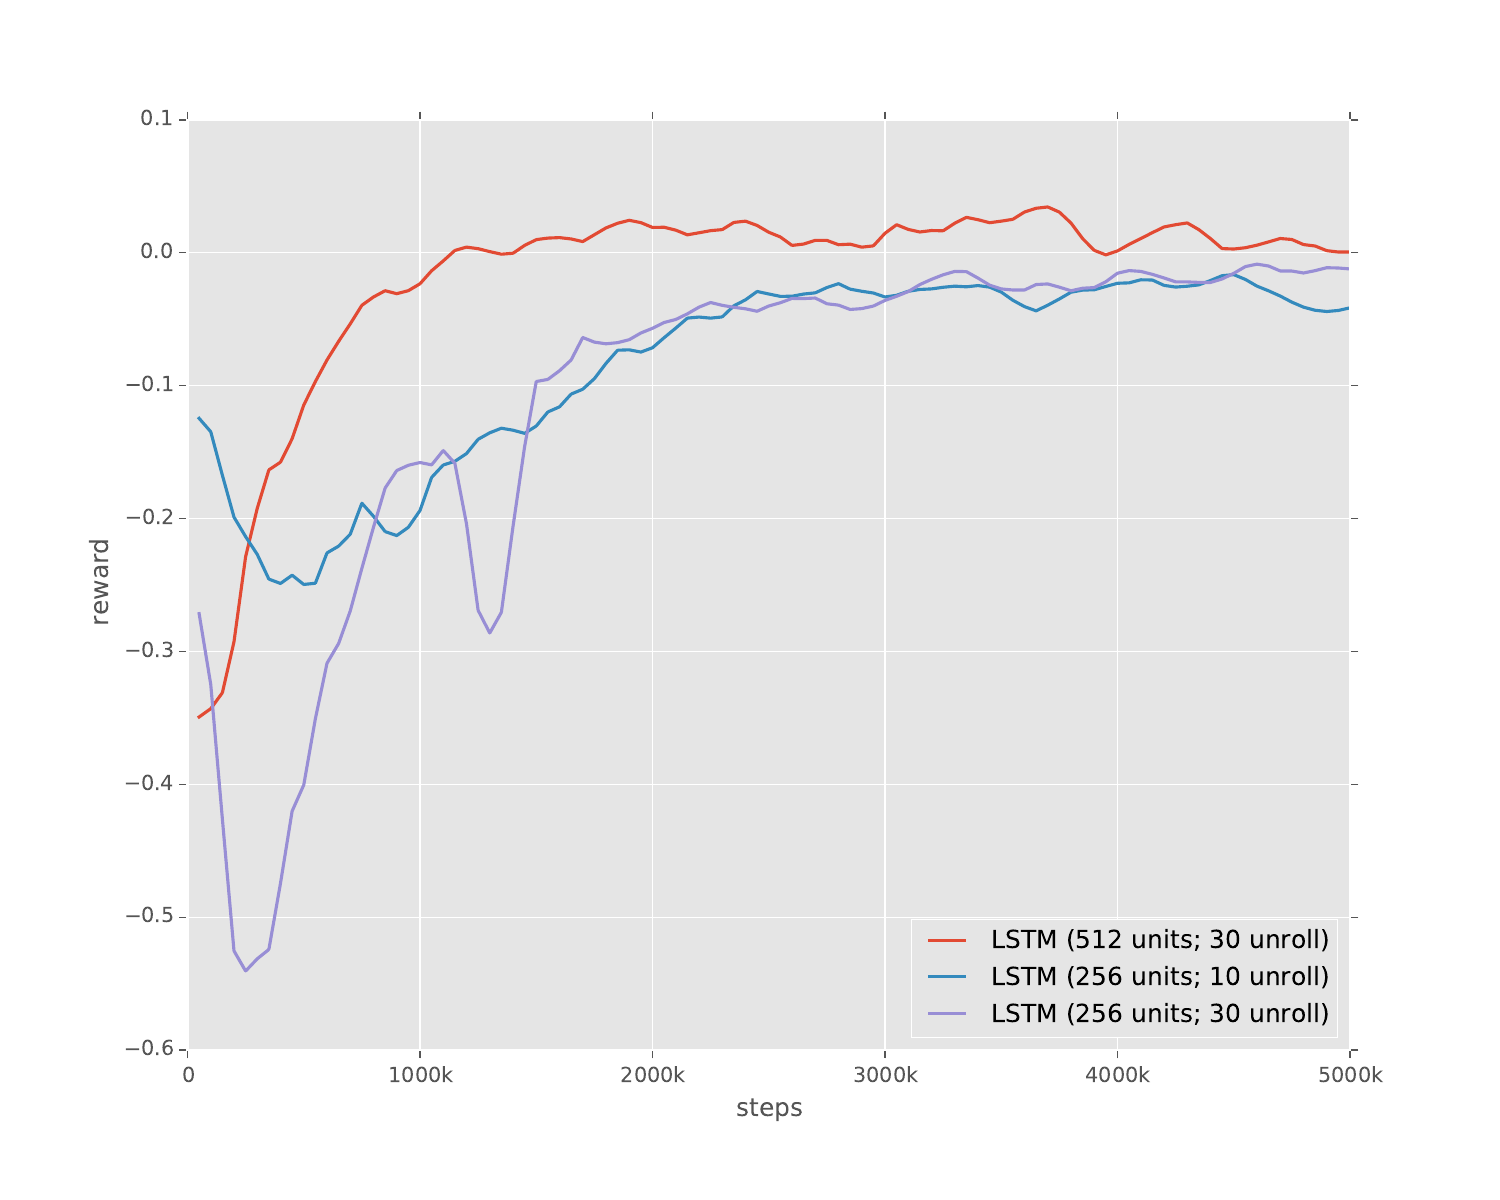 0.1
0.0
−0.1
−0.2
−0.3
−0.4
−0.5
−0.6
reward
LSTM (512 units; 30 unroll)
LSTM (256 units; 10 unroll)
LSTM (256 units; 30 unroll)
0 1000k 2000k 3000k 4000k 5000k
steps